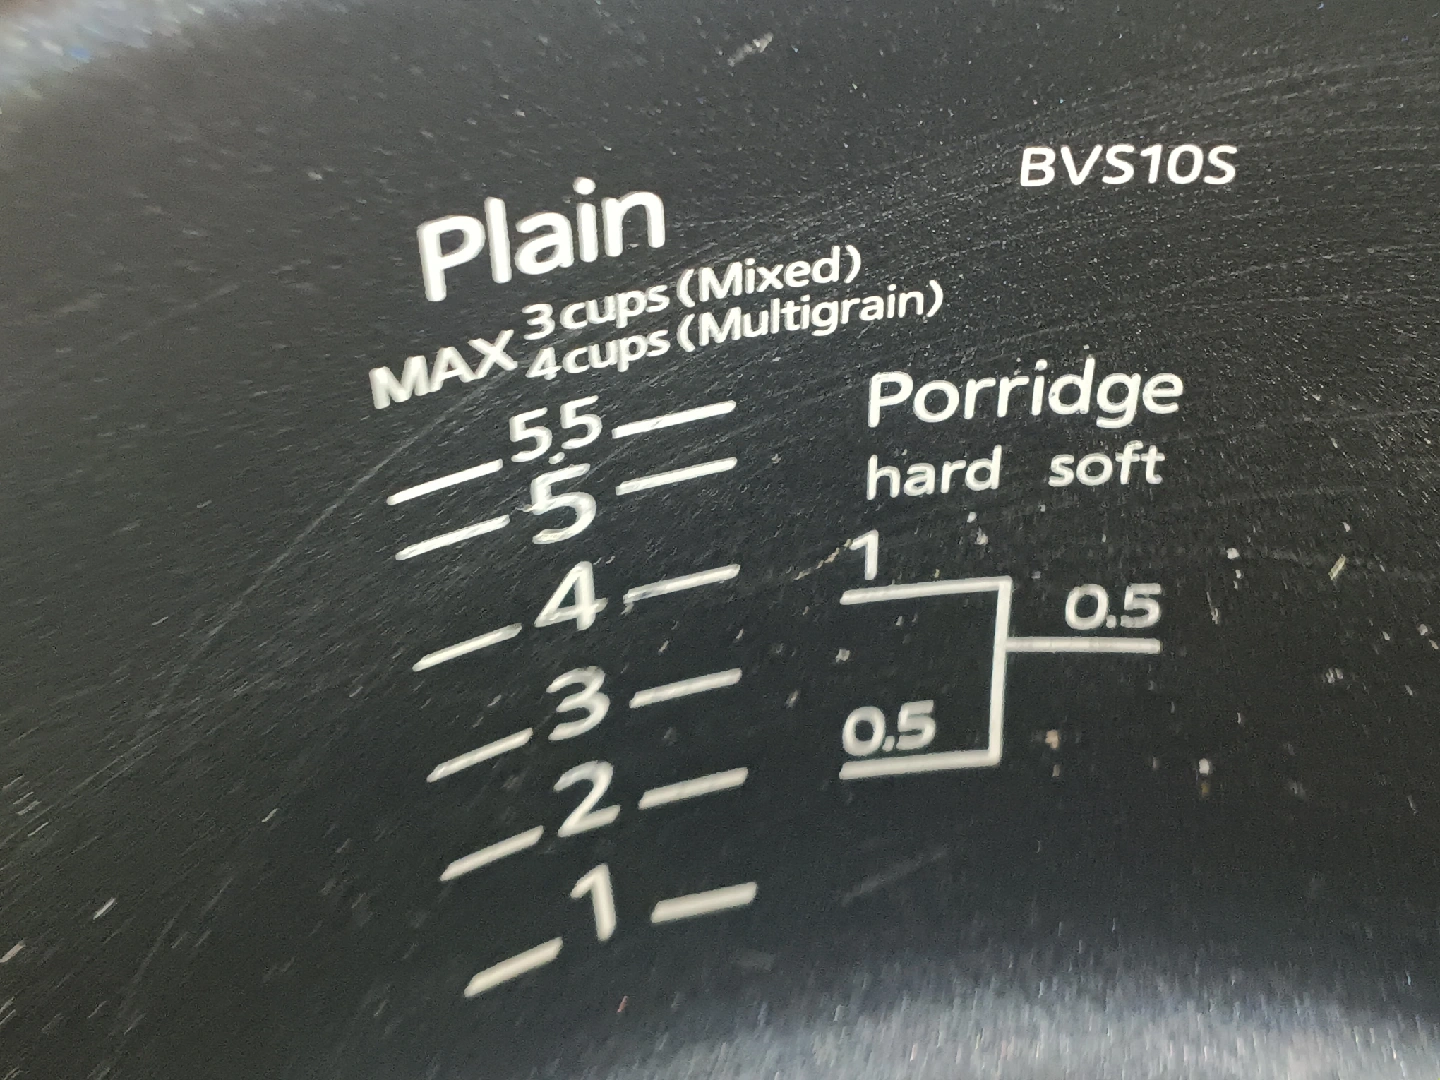 BVS10S
Plain
MAX 3 cups (Mixed)
4 cups (Multigrain)
5.5
5
4
3
2
1
Porridge
hard soft
1
0.5
0.5